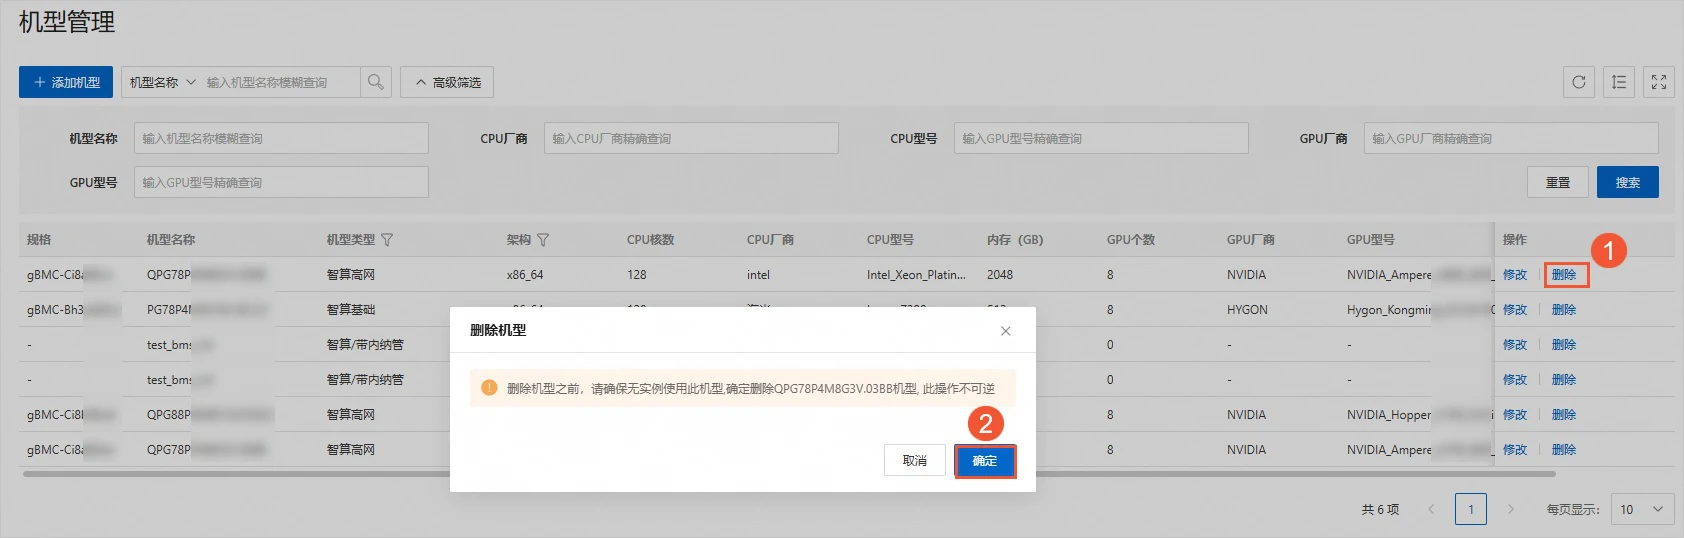 机型管理
添加机型 机型名称 输入机型名称模糊查询 高级筛选
机型名称 输入机型名称模糊查询 CPU厂商 输入CPU厂商精确查询 CPU型号 输入GPU型号精确查询 GPU厂商 输入GPU厂商精确查询
GPU型号 输入GPU型号精确查询 重置 搜索
规格 机型名称 机型类型 架构 CPU核数 CPU厂商 CPU型号 内存（GB） GPU个数 GPU厂商 GPU型号 操作
1
gBMC-Ci8 QPG78P 智算高网 x86_64 128 intel Intel_Xeon_Platin... 2048 8 NVIDIA NVIDIA_Ampere 修改 删除
gBMC-Bh3 PG78P4 智算基础 8 HYGON Hygon_Kongmin 修改 删除
- test_bms 智算/带内纳管 0 - - 修改 删除
- test_bms 智算/带内纳管 0 - - 修改 删除
gBMC-Ci8 QPG88P 智算高网 8 NVIDIA NVIDIA_Hopper 修改 删除
gBMC-Ci8 QPG78P 智算高网 8 NVIDIA NVIDIA_Ampere 修改 删除
删除机型
删除机型之前，请确保无实例使用此机型,确定删除QPG78P4M8G3V.03BB机型, 此操作不可逆
2
取消 确定
共 6 项 1 每页显示: 10